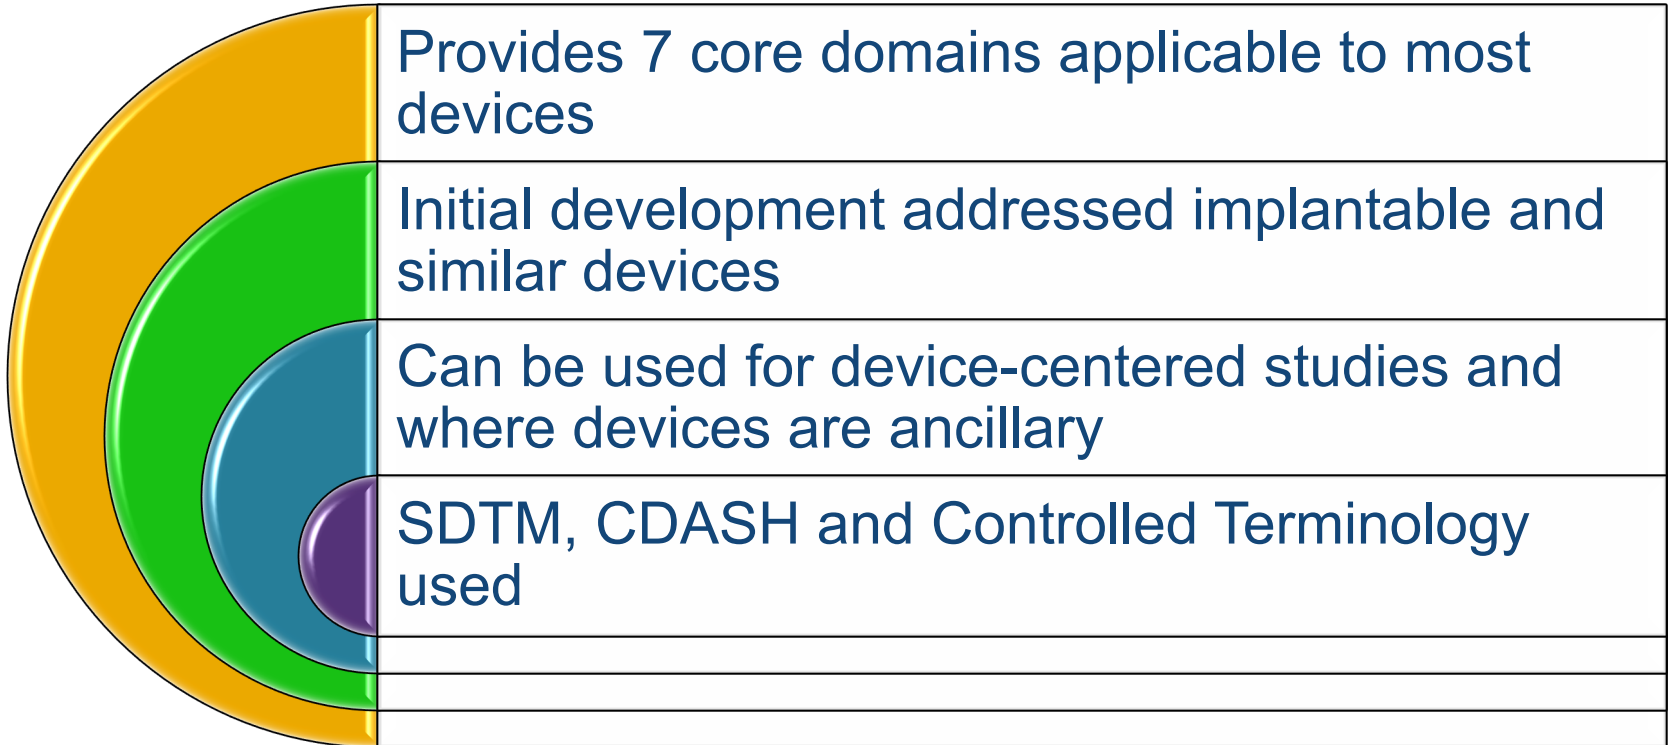 Provides 7 core domains applicable to most
devices
Initial development addressed implantable and
similar devices
Can be used for device-centered studies and
where devices are ancillary
SDTM, CDASH and Controlled Terminology
used